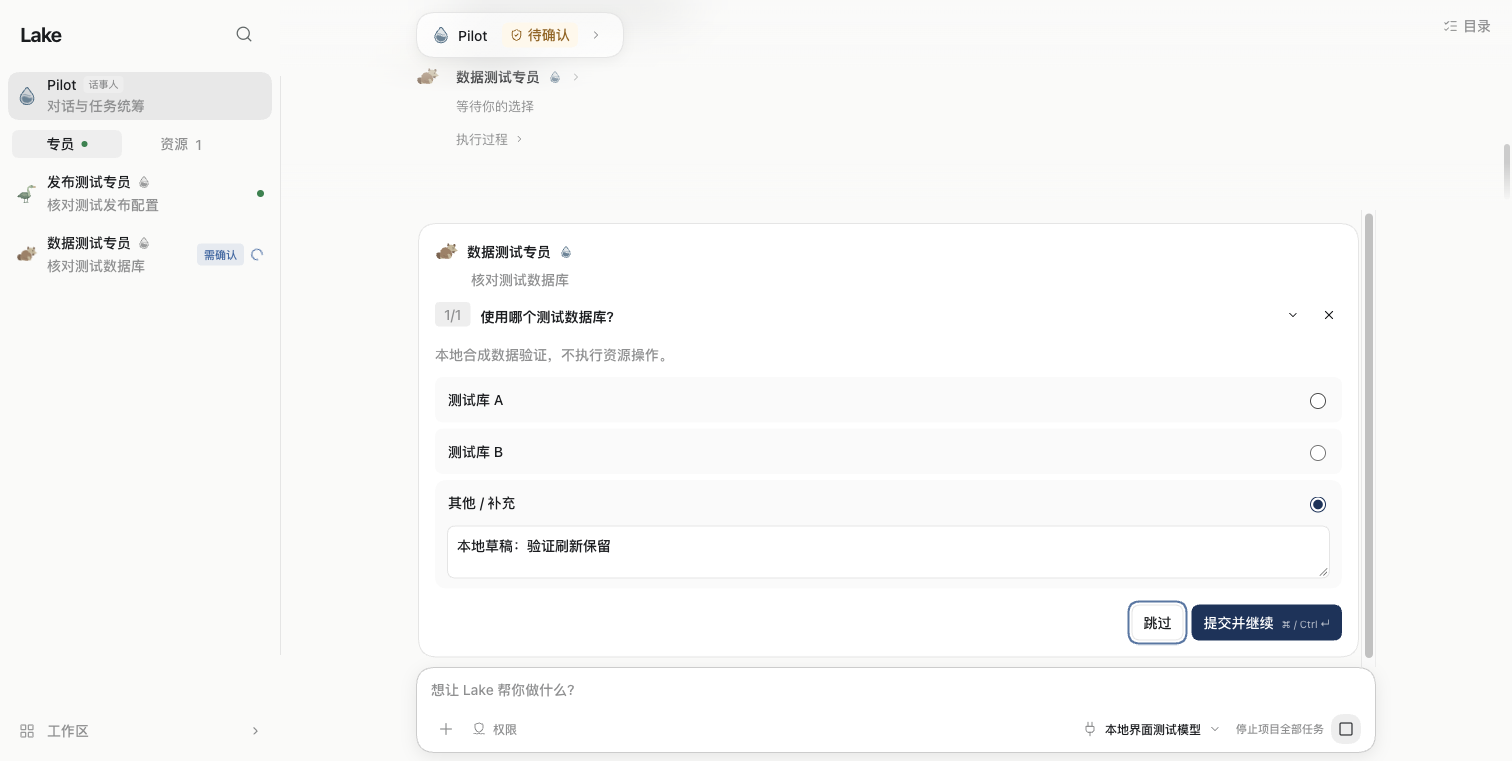 Lake
Pilot 话事人
对话与任务统筹
专员
资源 1
发布测试专员
核对测试发布配置
数据测试专员
核对测试数据库
需确认
工作区
Pilot 待确认
目录
数据测试专员
等待你的选择
执行过程
数据测试专员
核对测试数据库
1/1 使用哪个测试数据库?
本地合成数据验证，不执行资源操作。
测试库 A
测试库 B
其他 / 补充
本地草稿：验证刷新保留
跳过
提交并继续 ⌘ / Ctrl ↵
想让 Lake 帮你做什么?
权限
本地界面测试模型
停止项目全部任务